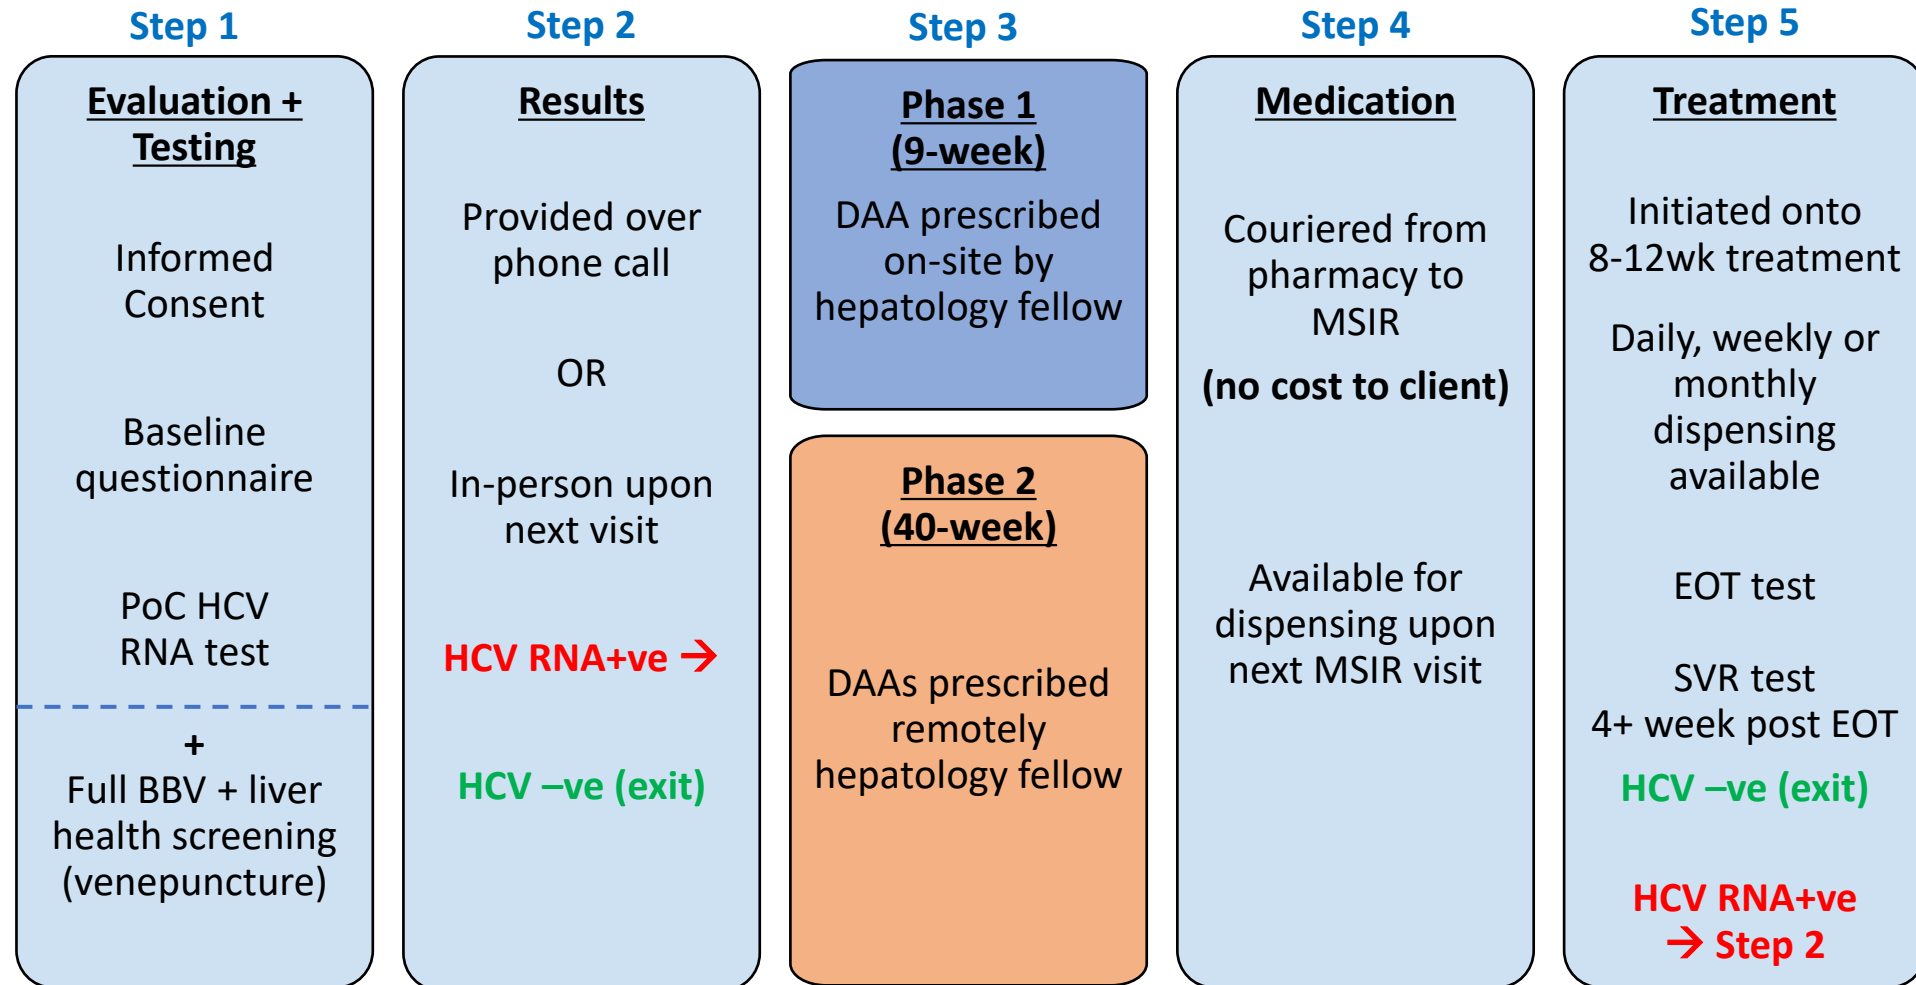 Step 1
Evaluation +
Testing
Informed
Consent
Baseline
questionnaire
PoC HCV
RNA test
+
Full BBV + liver
health screening
(venepuncture)
Step 2
Results
Provided over
phone call
OR
In-person upon
next visit
HCV RNA+ve →
HCV –ve (exit)
Step 3
Phase 1
(9-week)
DAA prescribed
on-site by
hepatology fellow
Phase 2
(40-week)
DAAs prescribed
remotely
hepatology fellow
Step 4
Medication
Couriered from
pharmacy to
MSIR
(no cost to client)
Available for
dispensing upon
next MSIR visit
Step 5
Treatment
Initiated onto
8-12wk treatment
Daily, weekly or
monthly
dispensing
available
EOT test
SVR test
4+ week post EOT
HCV –ve (exit)
HCV RNA+ve
→ Step 2